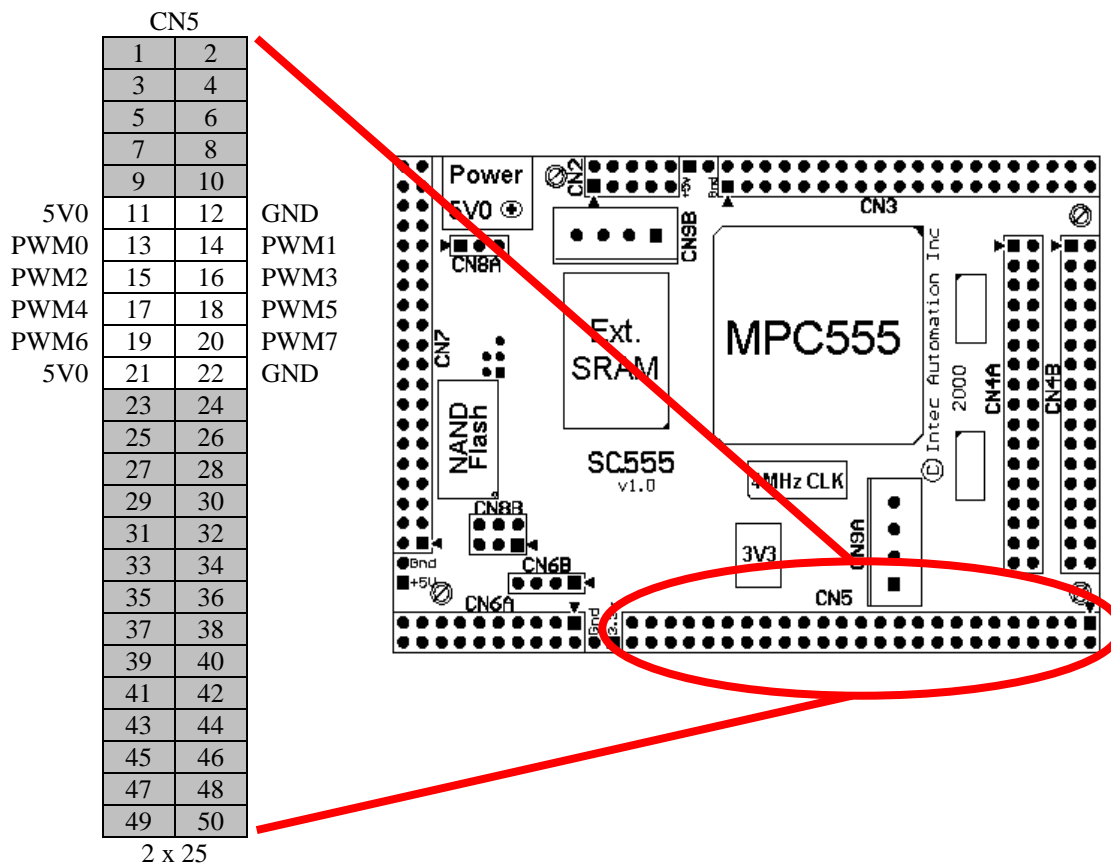 CN5
1 2
3 4
5 6
7 8
9 10
5V0 11 12 GND
PWM0 13 14 PWM1
PWM2 15 16 PWM3
PWM4 17 18 PWM5
PWM6 19 20 PWM7
5V0 21 22 GND
23 24
25 26
27 28
29 30
31 32
33 34
35 36
37 38
39 40
41 42
43 44
45 46
47 48
49 50
2 x 25
Power
5V0
CN2
+5v
Gnd
CN3
CN9B
CN8A
CN7
Ext.
SRAM
MPC555
© Intec Automation Inc
2000
CN4A
CN4B
NAND
Flash
SC555
v1.0
4MHz CLK
CN8B
CN9A
3V3
Gnd
+5V
CN6B
CN6A
CN5
Gnd